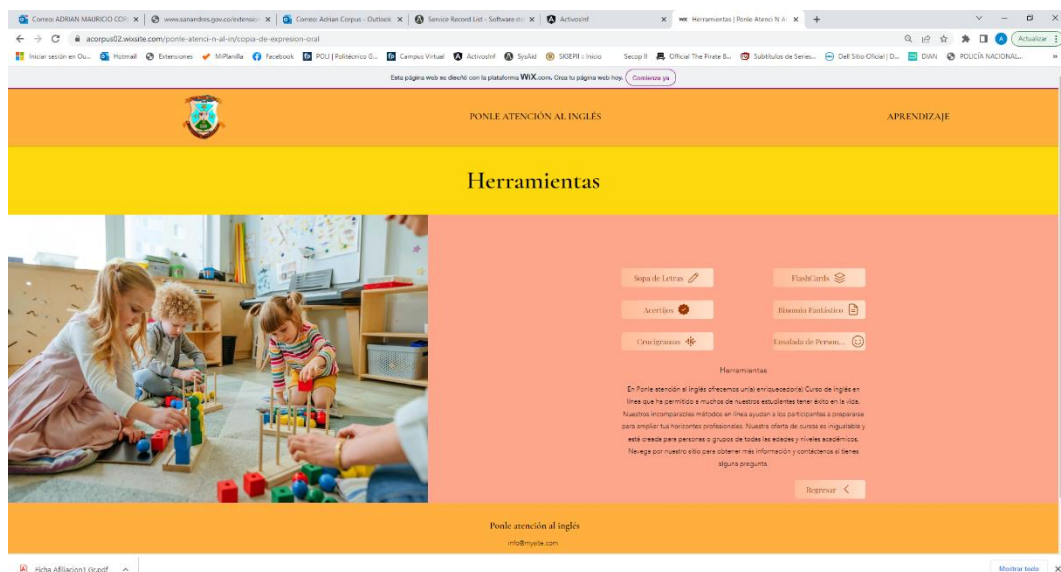 Correo: ADRIAN MAURICIO COR
www.sanandres.gov.co/extension
Correo: Adrian Corpus - Outlook
Service Record List - Software de
ActivosInf
Herramientas | Ponle Atenci N A
acorpus02.wixsite.com/ponle-atenci-n-al-in/copia-de-expresion-oral
Actualizar
Iniciar sesión en Ou...
Hotmail
Extensiones
MiPlanilla
Facebook
POLI | Politécnico G...
Campus Virtual
ActivosInf
SysAid
SIGEPII :: Inicio
Secop II
Official The Pirate B...
Subtítulos de Series...
Dell Sitio Oficial | D...
DIAN
POLICÍA NACIONAL...
Esta página web se diseñó con la plataforma WiX.com. Crea tu página web hoy. Comienza ya
PONLE ATENCIÓN AL INGLÉS
APRENDIZAJE
Herramientas
Sopa de Letras
FlashCards
Acertijos
Binomio Fantástico
Crucigramas
Ensalada de Person...
Herramientas
En Ponle atención al inglés ofrecemos un(a) enriquecedor(a) Curso de inglés en
línea que ha permitido a muchos de nuestros estudiantes tener éxito en la vida.
Nuestros incomparables métodos en línea ayudan a los participantes a prepararse
para ampliar tus horizontes profesionales. Nuestra oferta de cursos es inigualable y
está creada para personas o grupos de todas las edades y niveles académicos.
Navega por nuestro sitio para obtener más información y contáctenos si tienes
alguna pregunta.
Regresar
Ponle atención al inglés
info@mysite.com
Ficha Afiliacion1 Gr.pdf
Mostrar todo